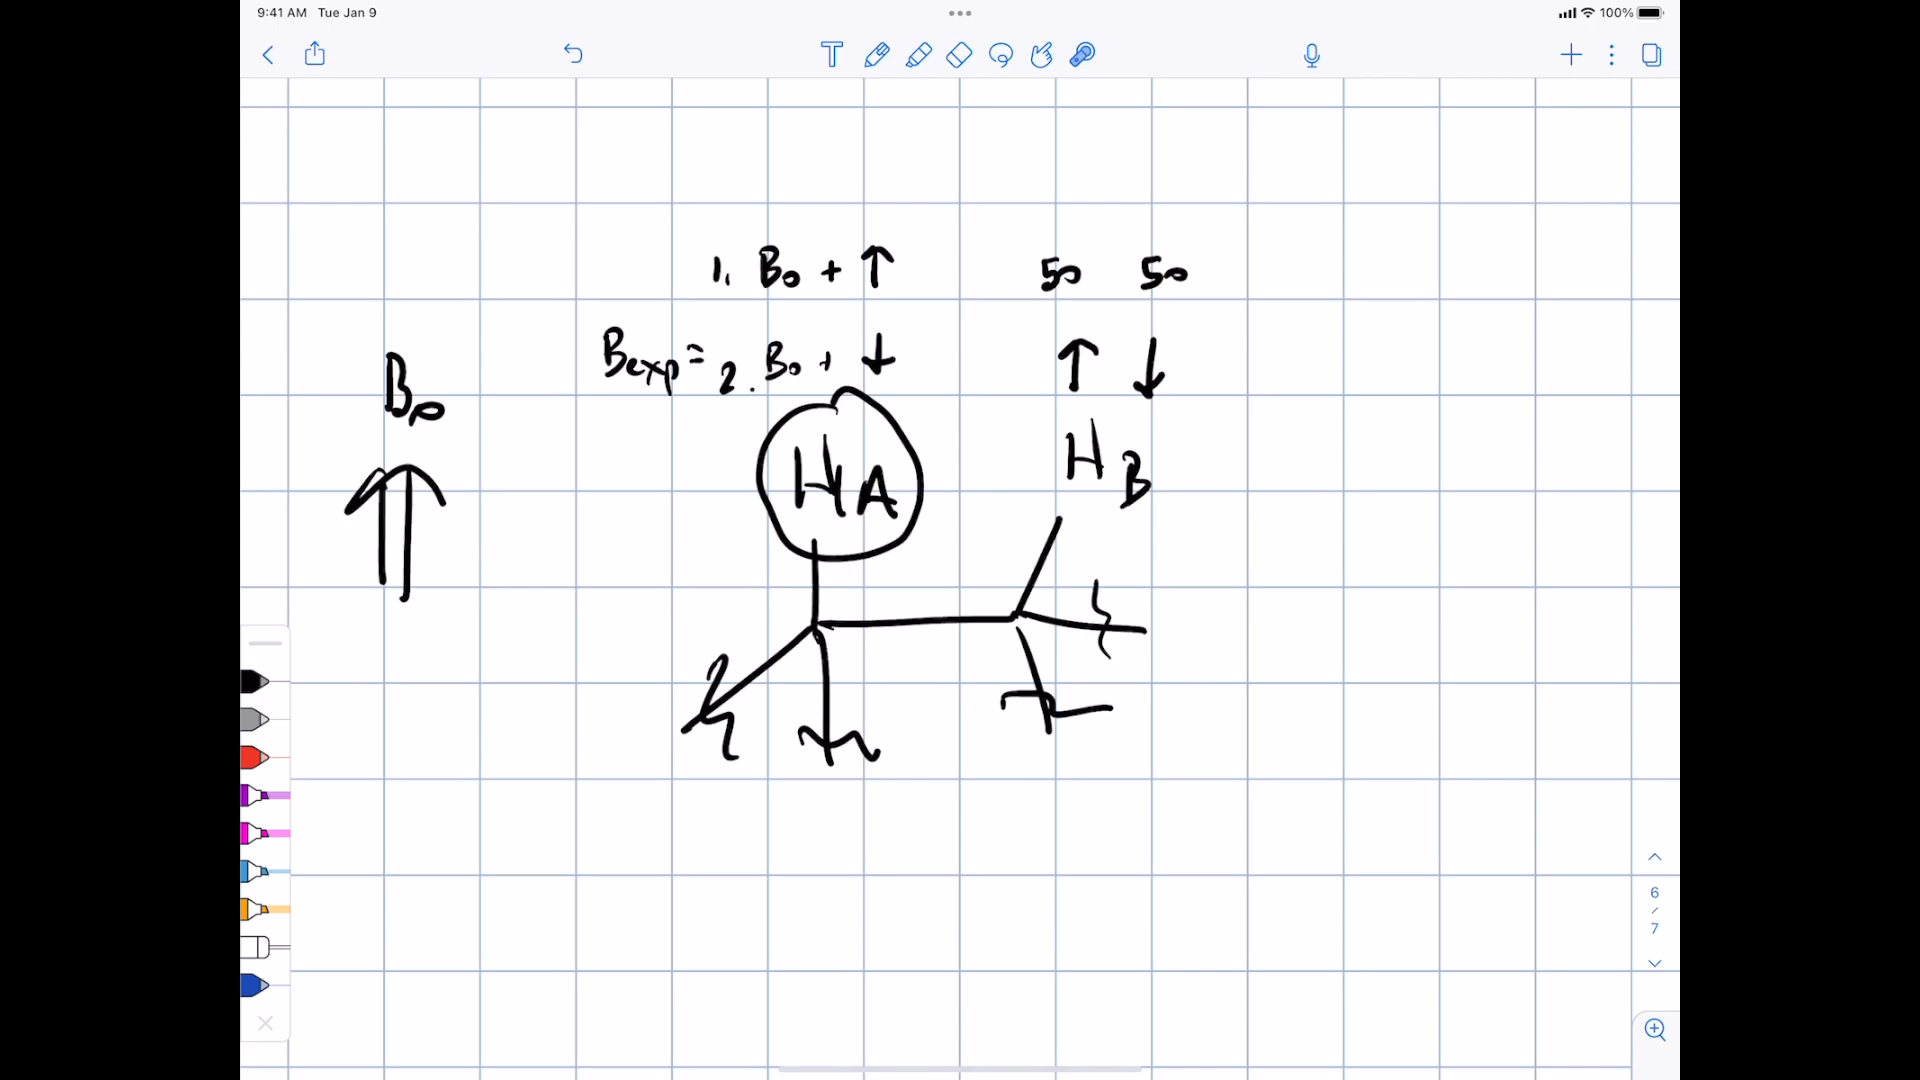 9:41 AM Tue Jan 9
100%
1. B₀ + ↑
50 50
Bexp = 2. B₀ + ↓
↑ ↓
B₀
HA
HB
6
/
7